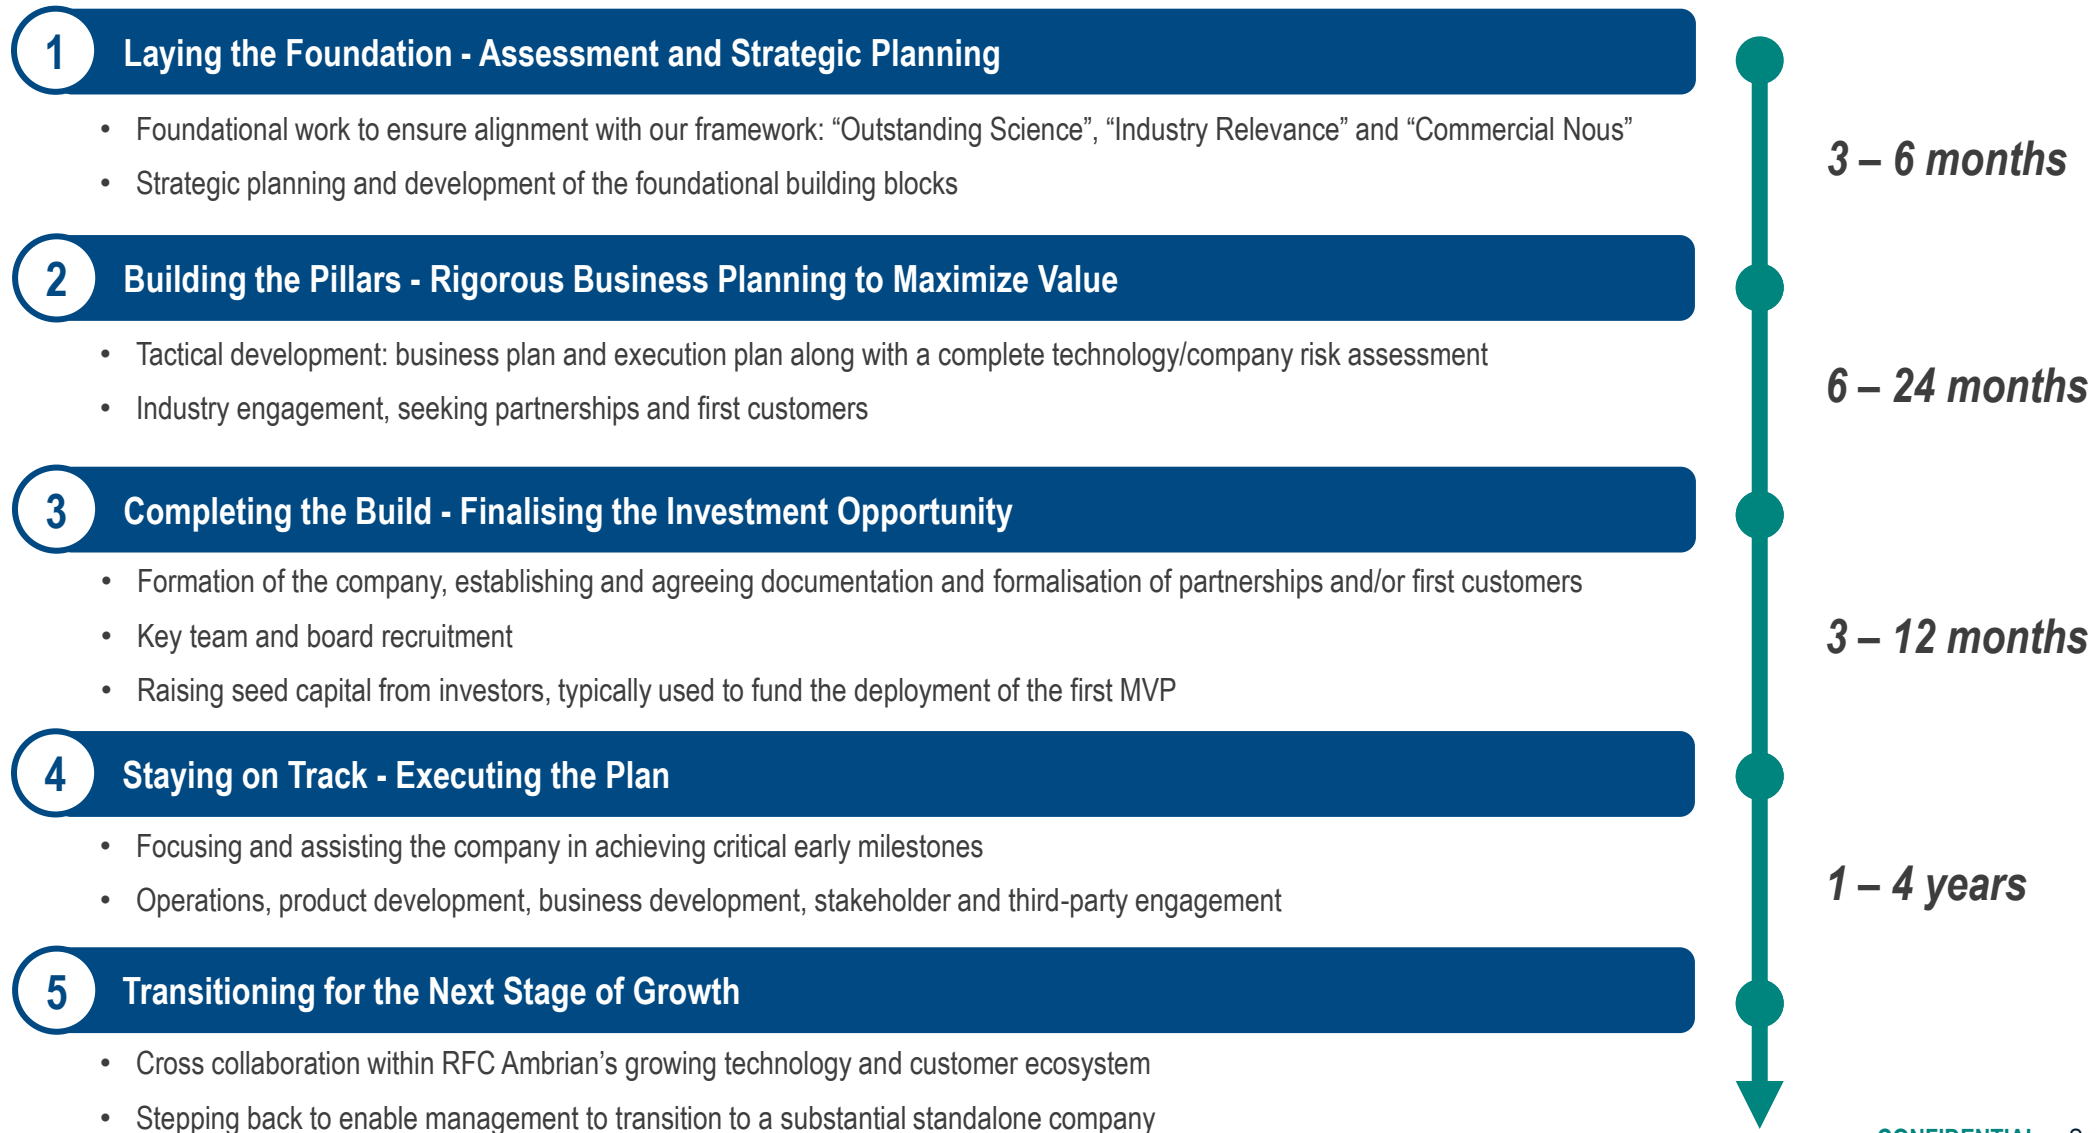 1
Laying the Foundation - Assessment and Strategic Planning
• Foundational work to ensure alignment with our framework: “Outstanding Science”, “Industry Relevance” and “Commercial Nous”
• Strategic planning and development of the foundational building blocks
3 – 6 months
2
Building the Pillars - Rigorous Business Planning to Maximize Value
• Tactical development: business plan and execution plan along with a complete technology/company risk assessment
• Industry engagement, seeking partnerships and first customers
6 – 24 months
3
Completing the Build - Finalising the Investment Opportunity
• Formation of the company, establishing and agreeing documentation and formalisation of partnerships and/or first customers
• Key team and board recruitment
• Raising seed capital from investors, typically used to fund the deployment of the first MVP
3 – 12 months
4
Staying on Track - Executing the Plan
• Focusing and assisting the company in achieving critical early milestones
• Operations, product development, business development, stakeholder and third-party engagement
1 – 4 years
5
Transitioning for the Next Stage of Growth
• Cross collaboration within RFC Ambrian’s growing technology and customer ecosystem
• Stepping back to enable management to transition to a substantial standalone company
CONFIDENTIAL